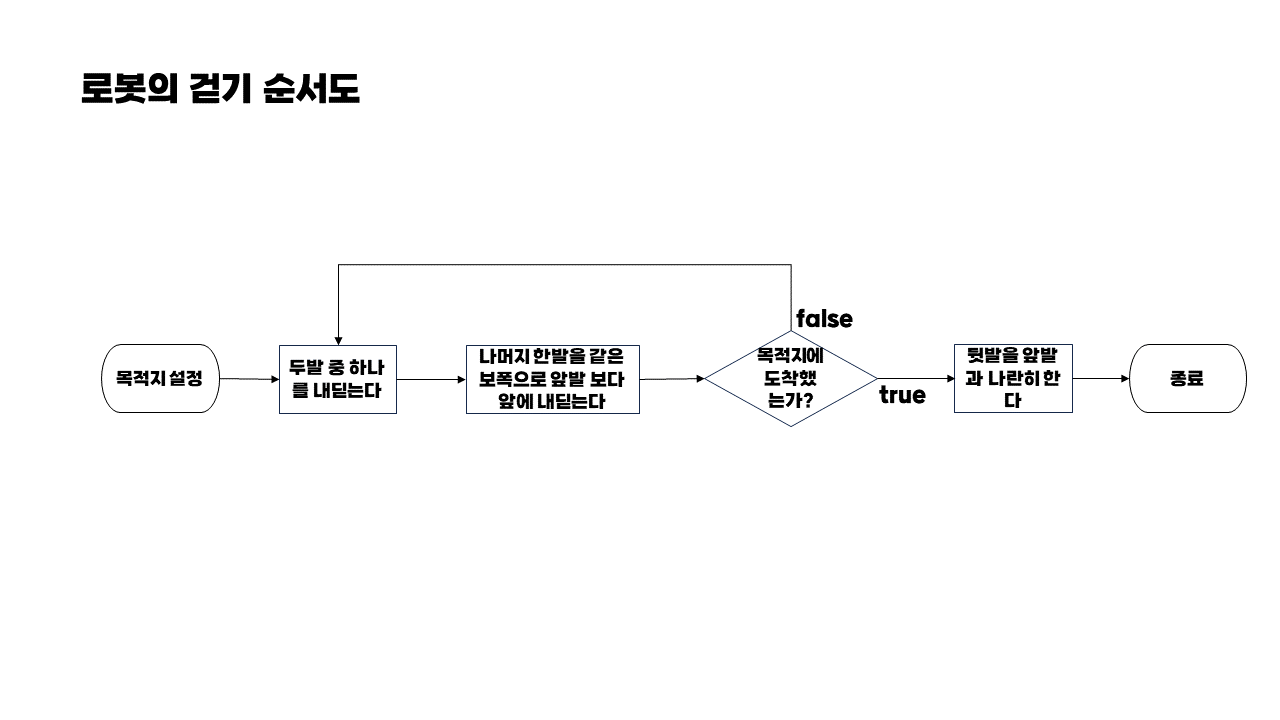 로봇의 걷기 순서도
목적지 설정
두발 중 하나
를 내딛는다
나머지 한발을 같은
보폭으로 앞발 보다
앞에 내딛는다
false
목적지에
도착했
는가?
true
뒷발을 앞발
과 나란히 한
다
종료